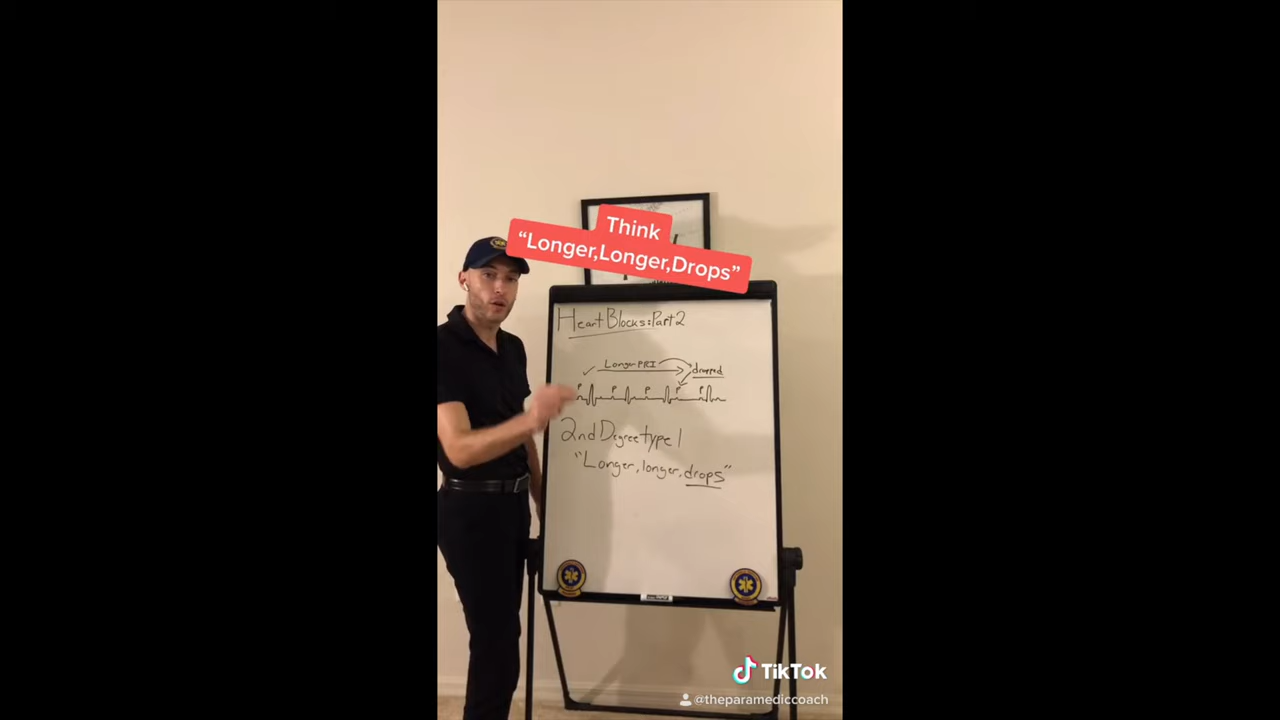 Think
“Longer,Longer,Drops”
Heart Blocks:Part 2
Longer PRI
dropped
P P P P P
2nd Degree type 1
"Longer, longer, drops"
TikTok
@theparamediccoach